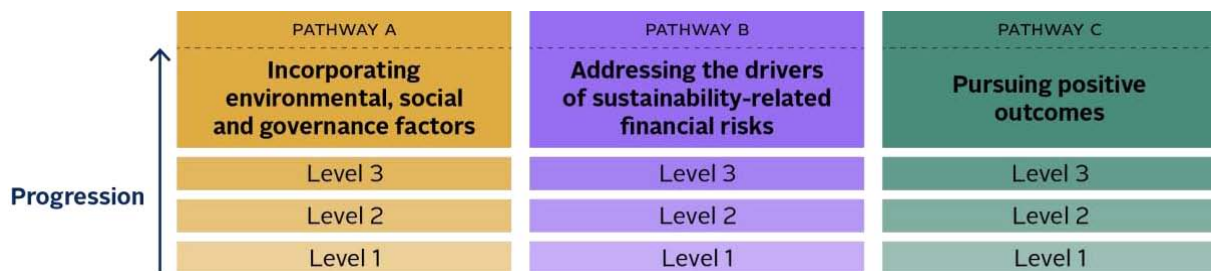 PATHWAY A
Incorporating
environmental, social
and governance factors
Level 3
Level 2
Level 1
PATHWAY B
Addressing the drivers
of sustainability-related
financial risks
Level 3
Level 2
Level 1
PATHWAY C
Pursuing positive
outcomes
Level 3
Level 2
Level 1
Progression